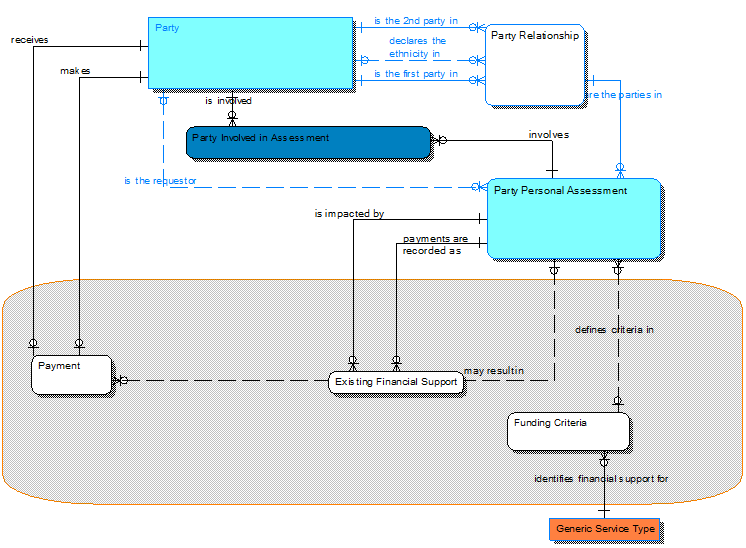 is the 2nd party in
Party
Party Relationship
receives
declares the
ethnicity in
makes
is the first party in
are the parties in
is involved
Party Involved in Assessment
involves
is the requestor
Party Personal Assessment
is impacted by
payments are
recorded as
defines criteria in
Payment
may result in
Existing Financial Support
Funding Criteria
identifies financial support for
Generic Service Type